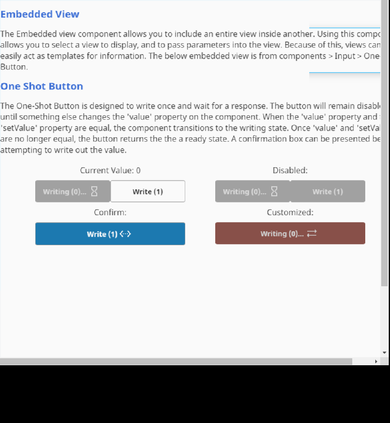 Embedded View
The Embedded view component allows you to include an entire view inside another. Using this
allows you to select a view to display, and to pass parameters into the view. Because of this, views can
easily act as templates for information. The below embedded view is from components > Input > One
Button.
One Shot Button
The One-Shot Button is designed to write once and wait for a response. The button will remain
until something else changes the 'value' property on the component. When the 'value' property and
'setValue' property are equal, the component transitions to the writing state. Once 'value' and
are no longer equal, the button returns the the a ready state. A confirmation box can be presented
attempting to write out the value.
Current Value: 0 Disabled:
Writing (0)... Write (1) Writing (0)... Write (1)
Confirm: Customized:
Write (1) Writing (0)...